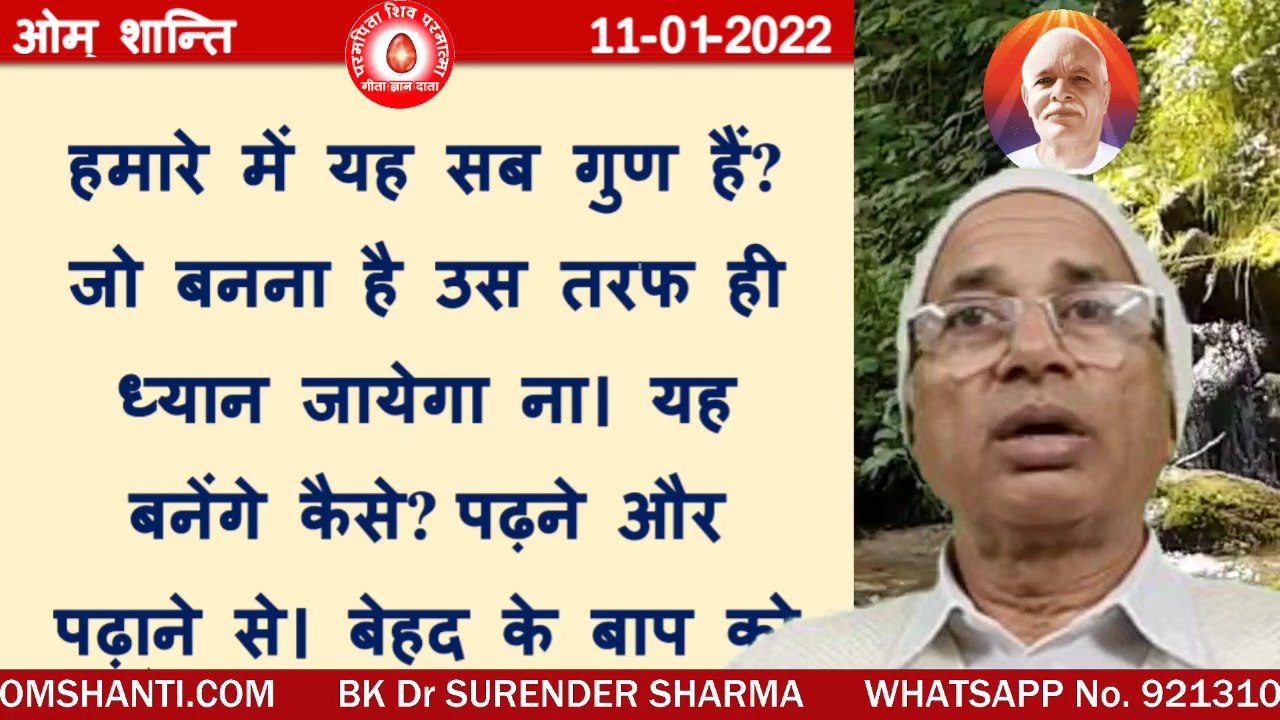 ओम् शान्ति
परमपिता शिव परमात्मा
गीता ज्ञान दाता
11-01-2022
हमारे में यह सब गुण हैं?
जो बनना है उस तरफ ही
ध्यान जायेगा ना। यह
बनेंगे कैसे? पढ़ने और
पढ़ाने से। बेहद के बाप को
OMSHANTI.COM BK Dr SURENDER SHARMA WHATSAPP No. 921310